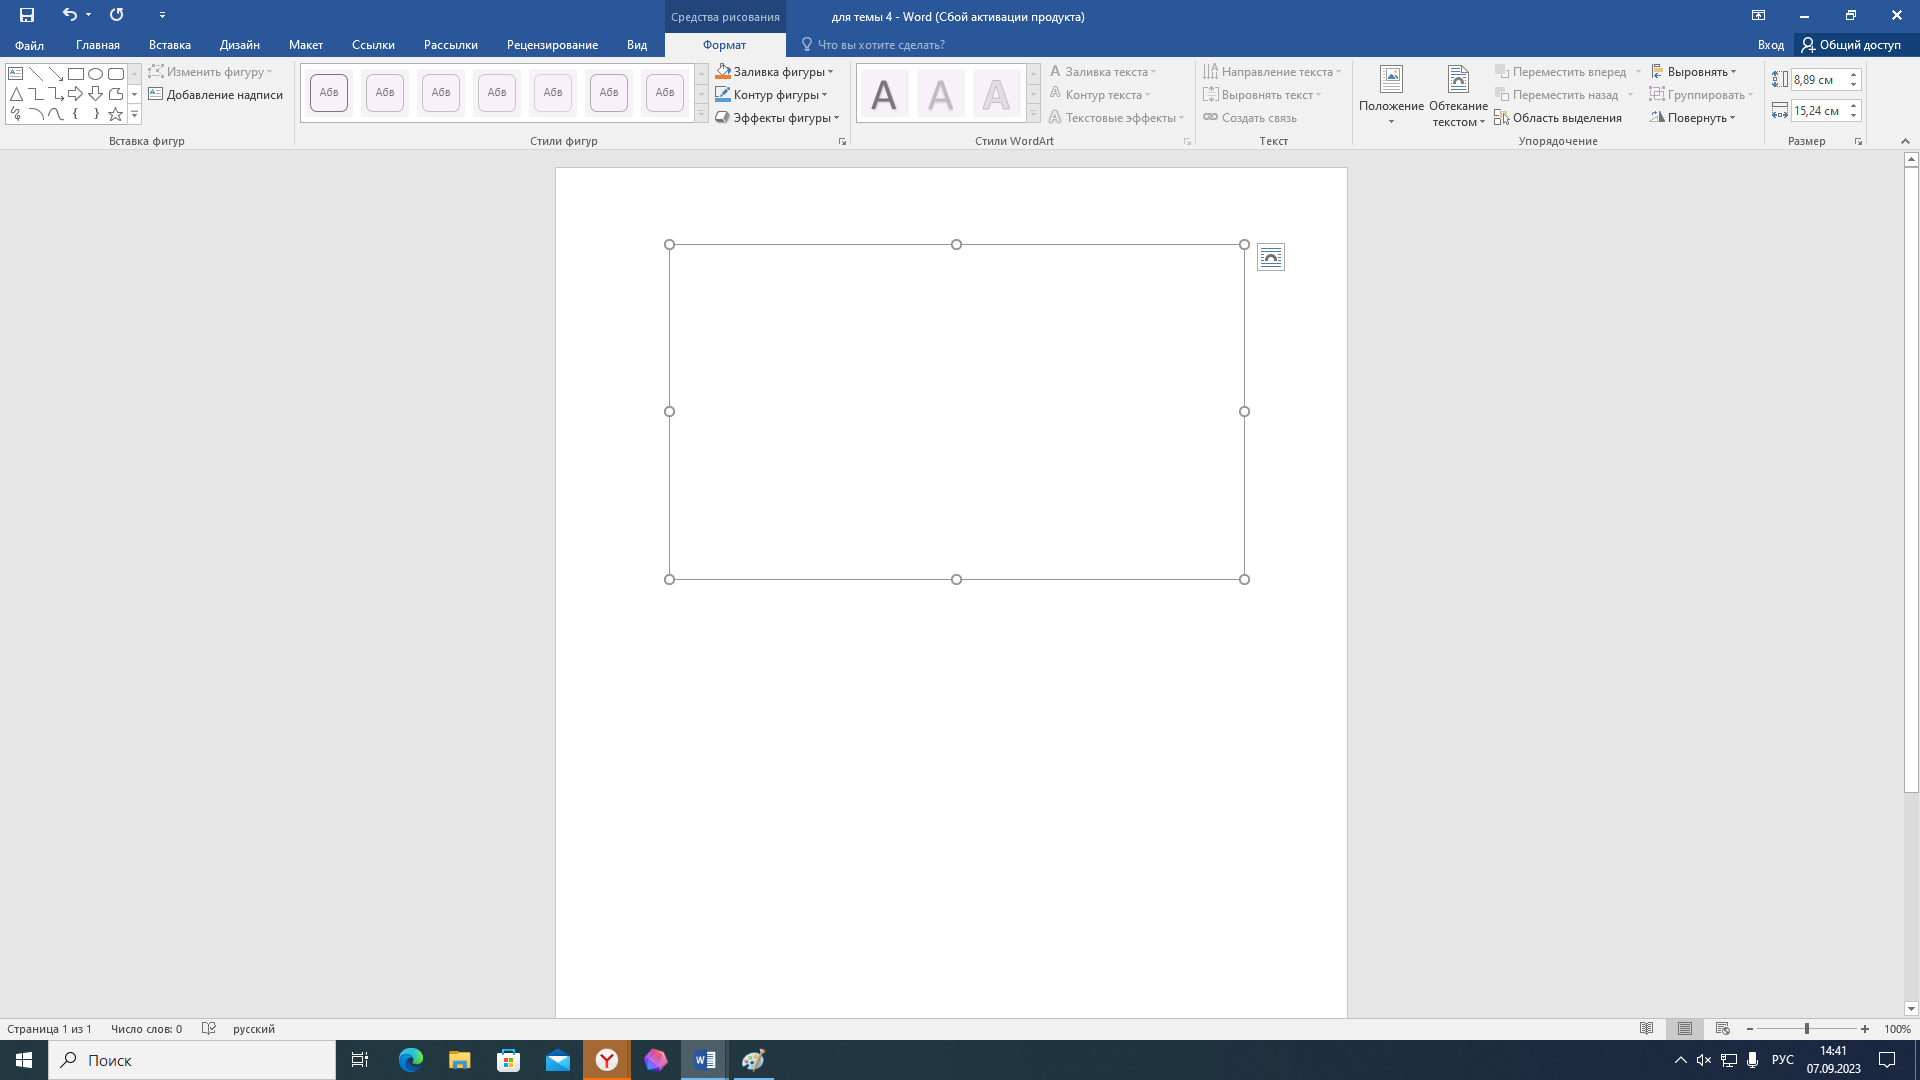 Средства рисования
для темы 4 - Word (Сбой активации продукта)
Файл Главная Вставка Дизайн Макет Ссылки Рассылки Рецензирование Вид Формат Что вы хотите сделать? Вход Общий доступ
Изменить фигуру
Добавление надписи
Вставка фигур
Абв Абв Абв Абв Абв Абв Абв
Заливка фигуры
Контур фигуры
Эффекты фигуры
Стили фигур
A A A
Заливка текста
Контур текста
Текстовые эффекты
Стили WordArt
Направление текста
Выровнять текст
Создать связь
Текст
Положение
Обтекание
текстом
Переместить вперед
Переместить назад
Область выделения
Выровнять
Группировать
Повернуть
Упорядочение
8,89 см
15,24 см
Размер
Страница 1 из 1 Число слов: 0 русский 100%
Поиск
РУС
14:41
07.09.2023